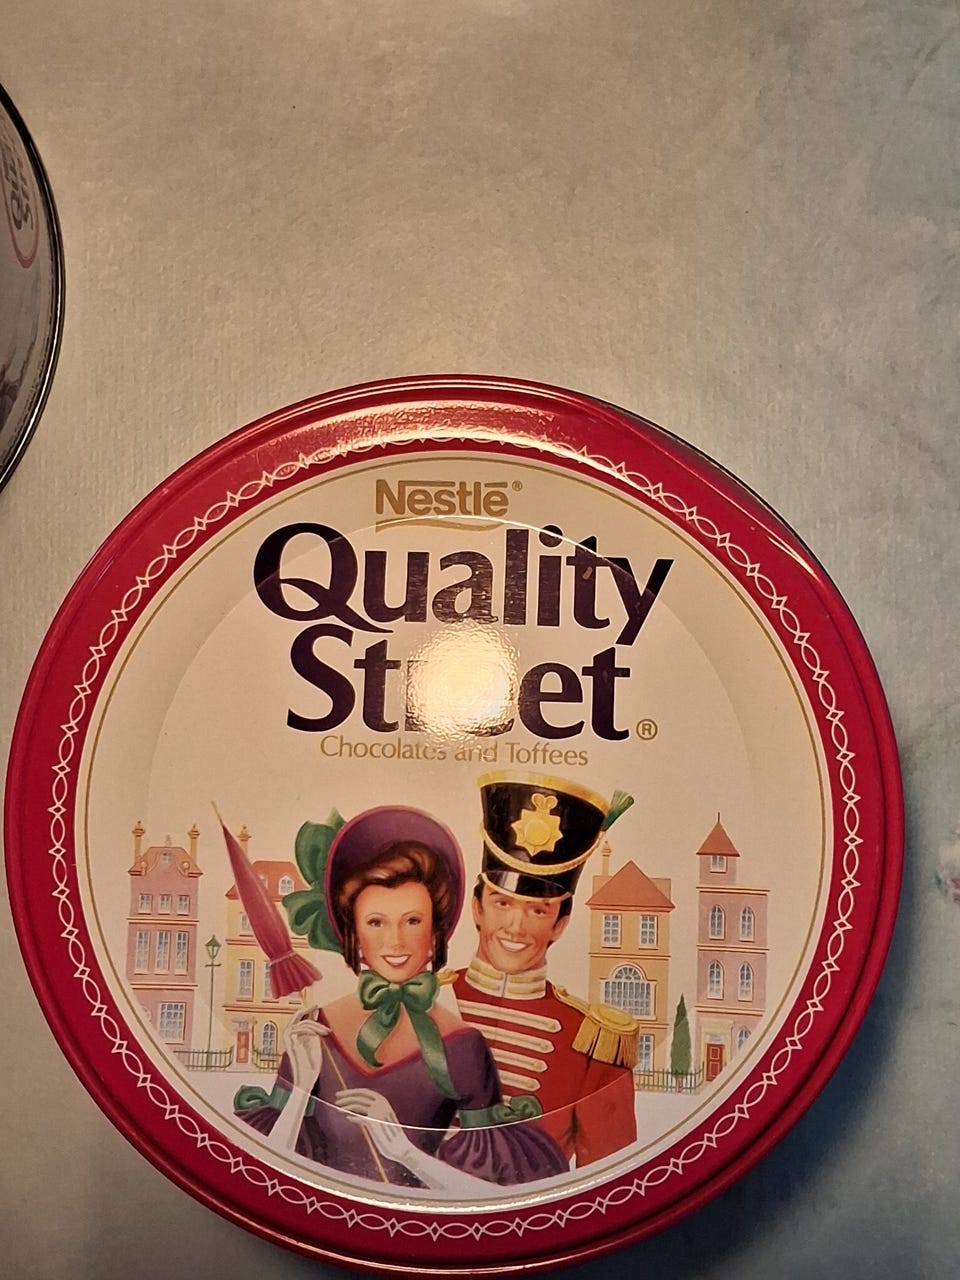 Nestlé®
Quality
Street®
Chocolates and Toffees